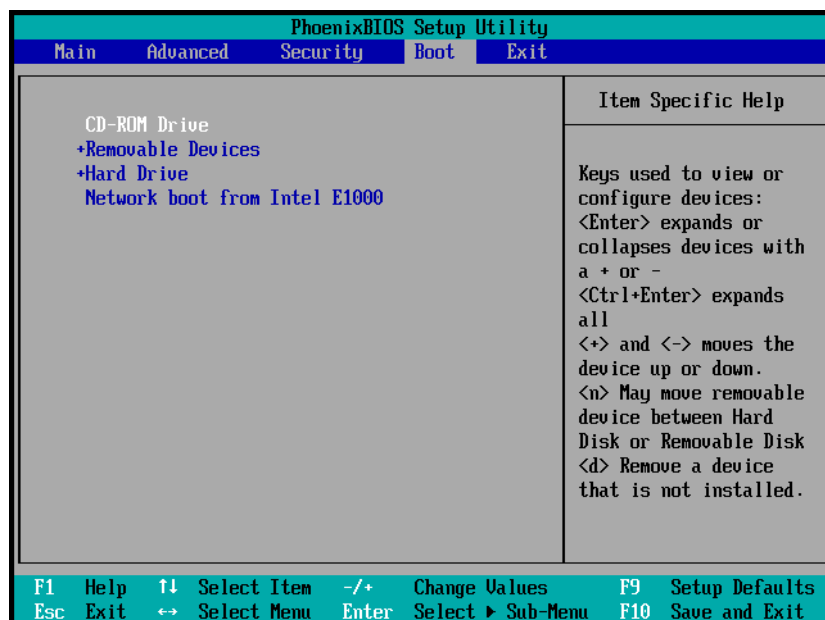 PhoenixBIOS Setup Utility
Main Advanced Security Boot Exit
CD-ROM Drive
+Removable Devices
+Hard Drive
Network boot from Intel E1000
Item Specific Help
Keys used to view or
configure devices:
<Enter> expands or
collapses devices with
a + or -
<Ctrl+Enter> expands
all
<+> and <-> moves the
device up or down.
<n> May move removable
device between Hard
Disk or Removable Disk
<d> Remove a device
that is not installed.
F1 Help ↑↓ Select Item -/+ Change Values F9 Setup Defaults
Esc Exit ↔ Select Menu Enter Select ▶ Sub-Menu F10 Save and Exit